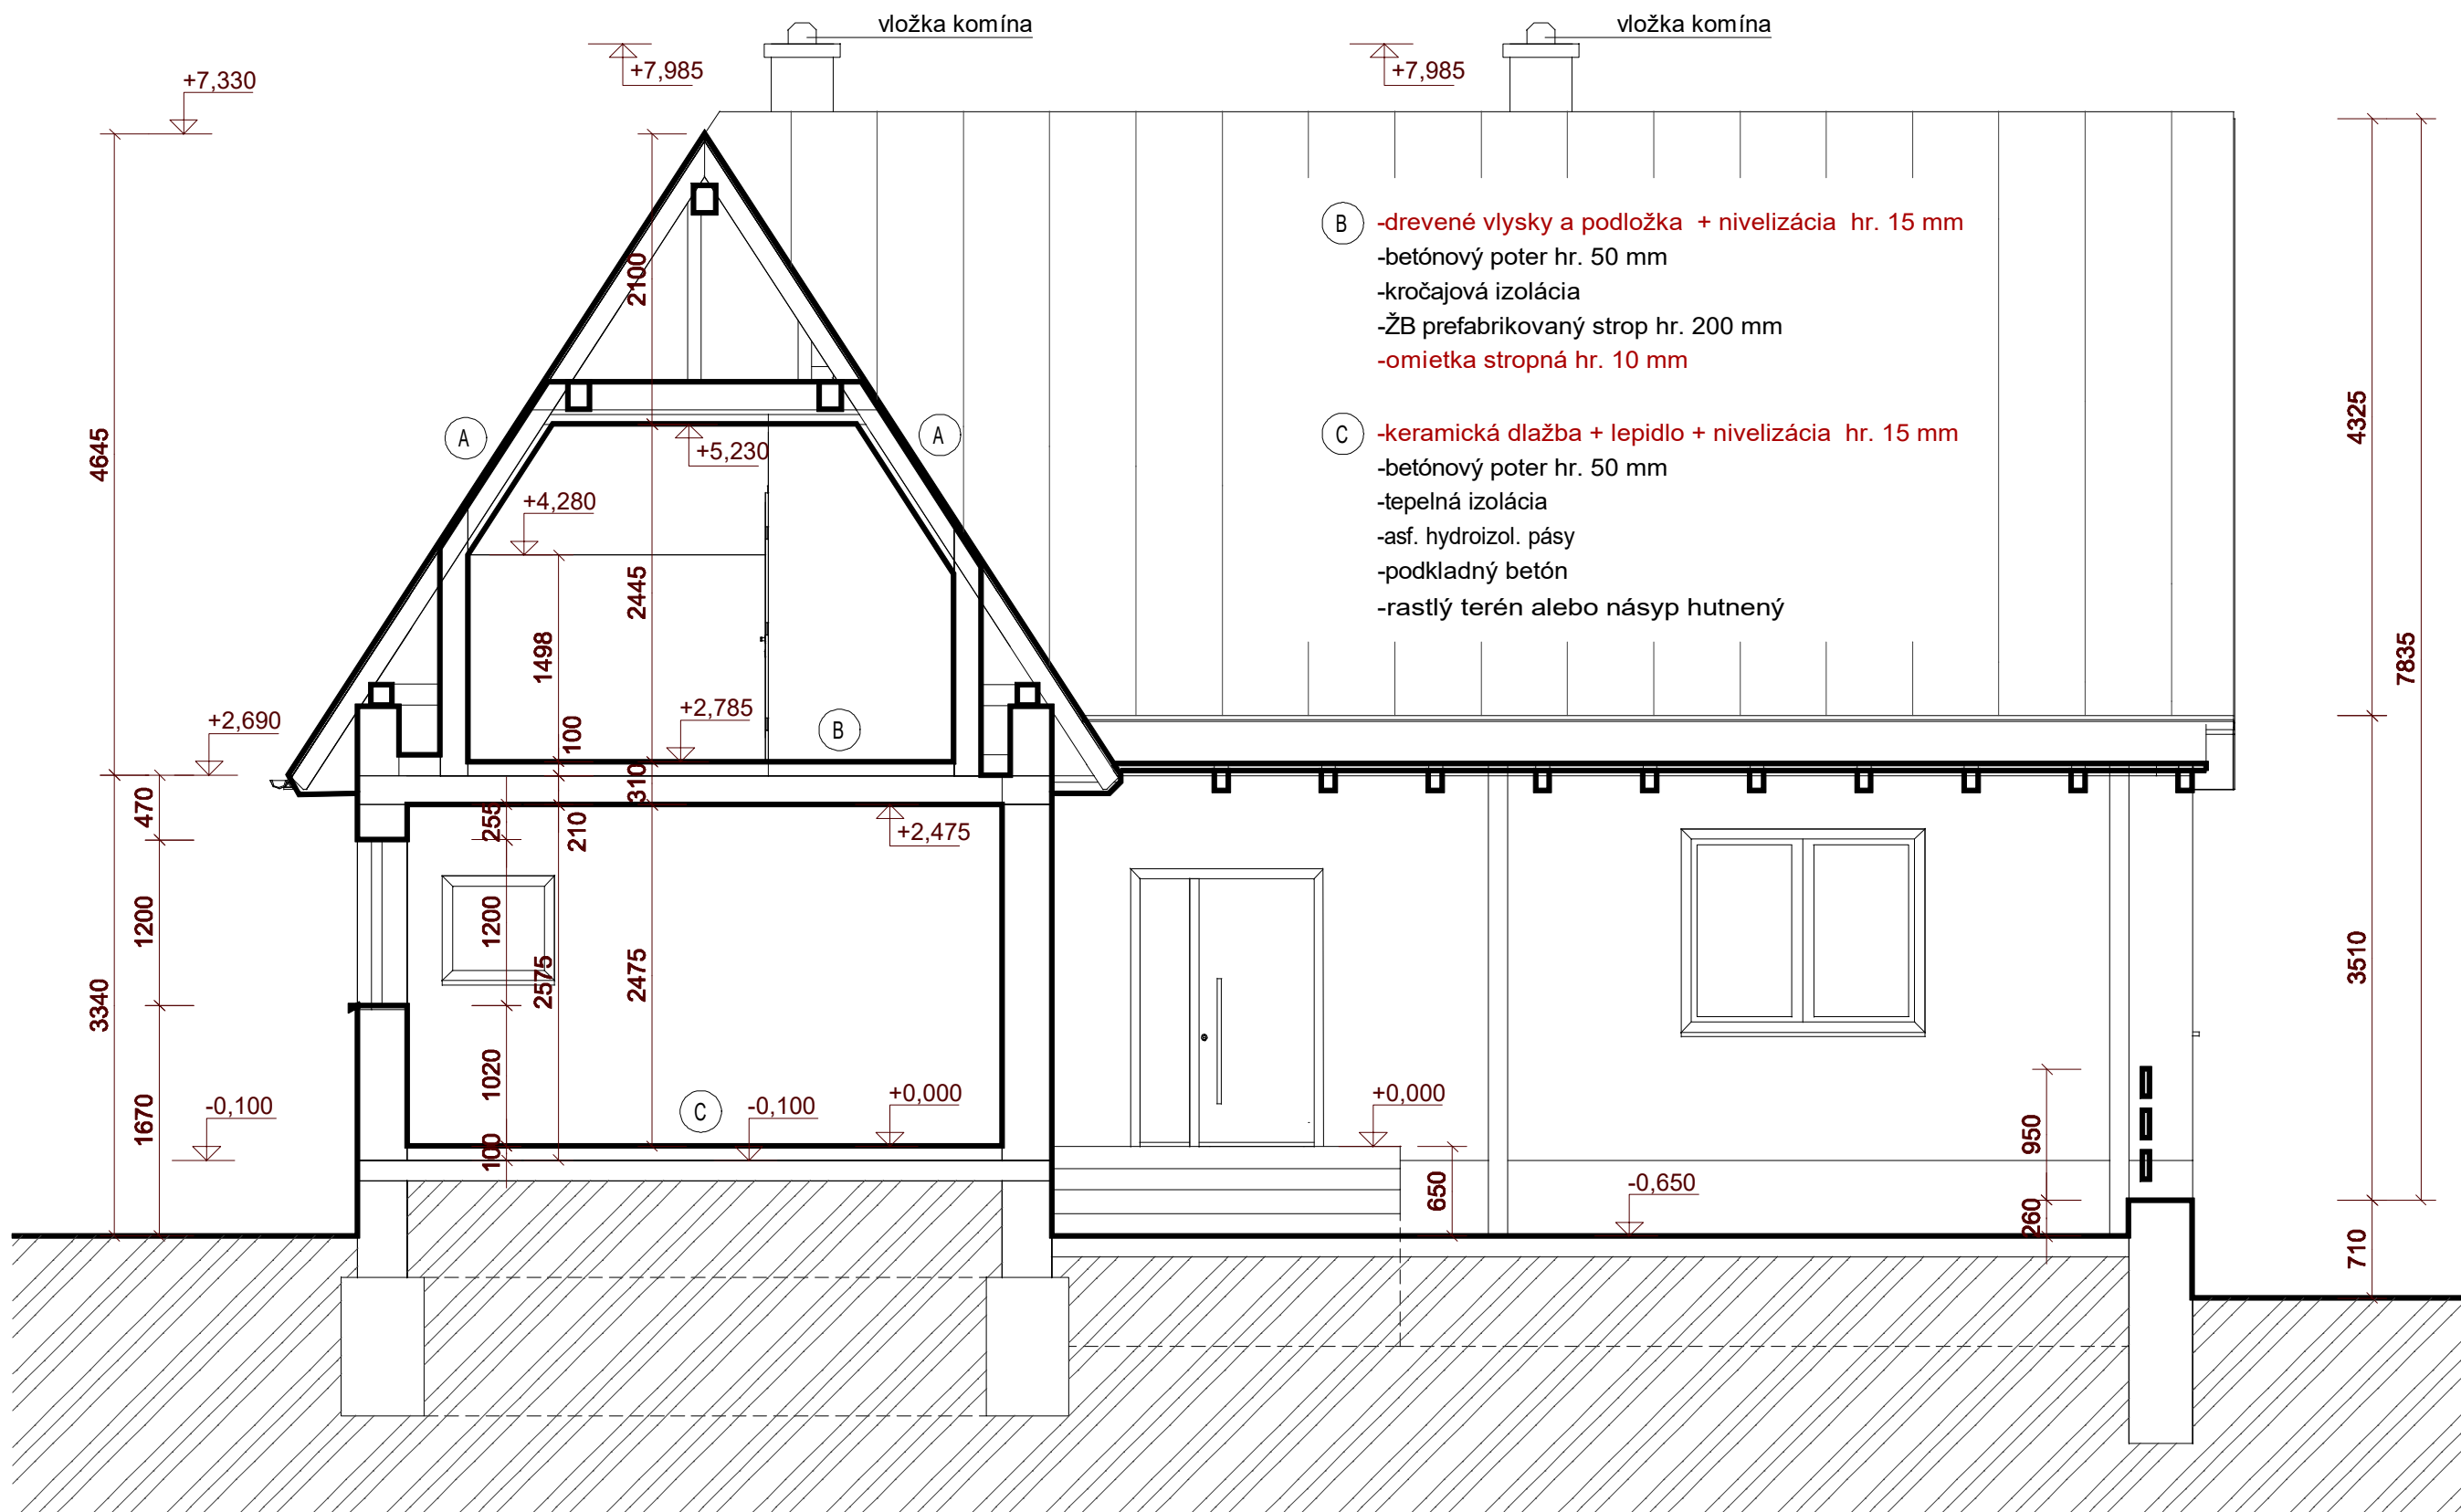 vložka komína
vložka komína
+7,985
+7,985
+7,330
B
-drevené vlysky a podložka + nivelizácia hr. 15 mm
-betónový poter hr. 50 mm
-kročajová izolácia
-ŽB prefabrikovaný strop hr. 200 mm
-omietka stropná hr. 10 mm
C
-keramická dlažba + lepidlo + nivelizácia hr. 15 mm
-betónový poter hr. 50 mm
-tepelná izolácia
-asf. hydroizol. pásy
-podkladný betón
-rastlý terén alebo násyp hutnený
2100
4645
A
A
4325
+5,230
+4,280
2445
1498
7835
+2,690
+2,785
B
100
310
470
255
210
+2,475
1200
1200
2575
2475
3340
3510
1020
1670
-0,100
C
-0,100
+0,000
+0,000
100
650
-0,650
950
260
710